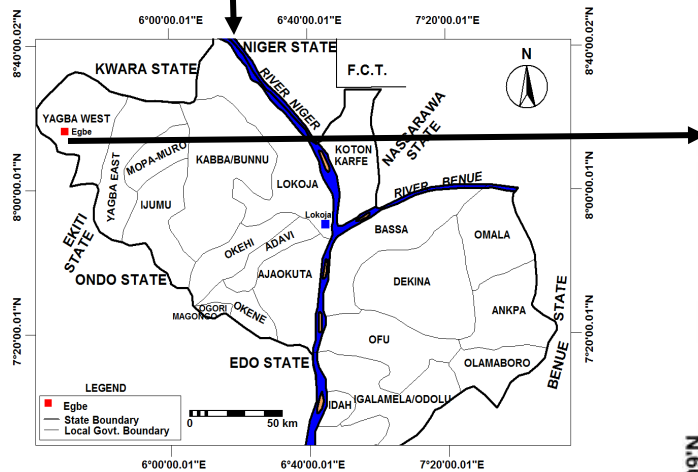 6°00'00.01"E
6°40'00.01"E
7°20'00.01"E
8°40'00.02"N
8°40'00.02"N
KWARA STATE
NIGER STATE
F.C.T.
N
RIVER NIGER
NASSARAWA
STATE
YAGBA WEST
Egbe
KOTON
KARFE
MOPA-MURO
KABBA/BUNNU
YAGBA EAST
LOKOJA
RIVER BENUE
8°00'00.01"N
8°00'00.01"N
IJUMU
Lokoja
EKITI
STATE
BASSA
OMALA
OKEHI
ADAVI
AJAOKUTA
ONDO STATE
DEKINA
ANKPA
OGORI
MAGONGO
OKENE
7°20'00.01"N
7°20'00.01"N
OFU
EDO STATE
OLAMABORO
BENUE STATE
IDAH
IGALAMELA/ODOLU
LEGEND
Egbe
State Boundary
Local Govt. Boundary
0 50 km
6°00'00.01"E
6°40'00.01"E
7°20'00.01"E